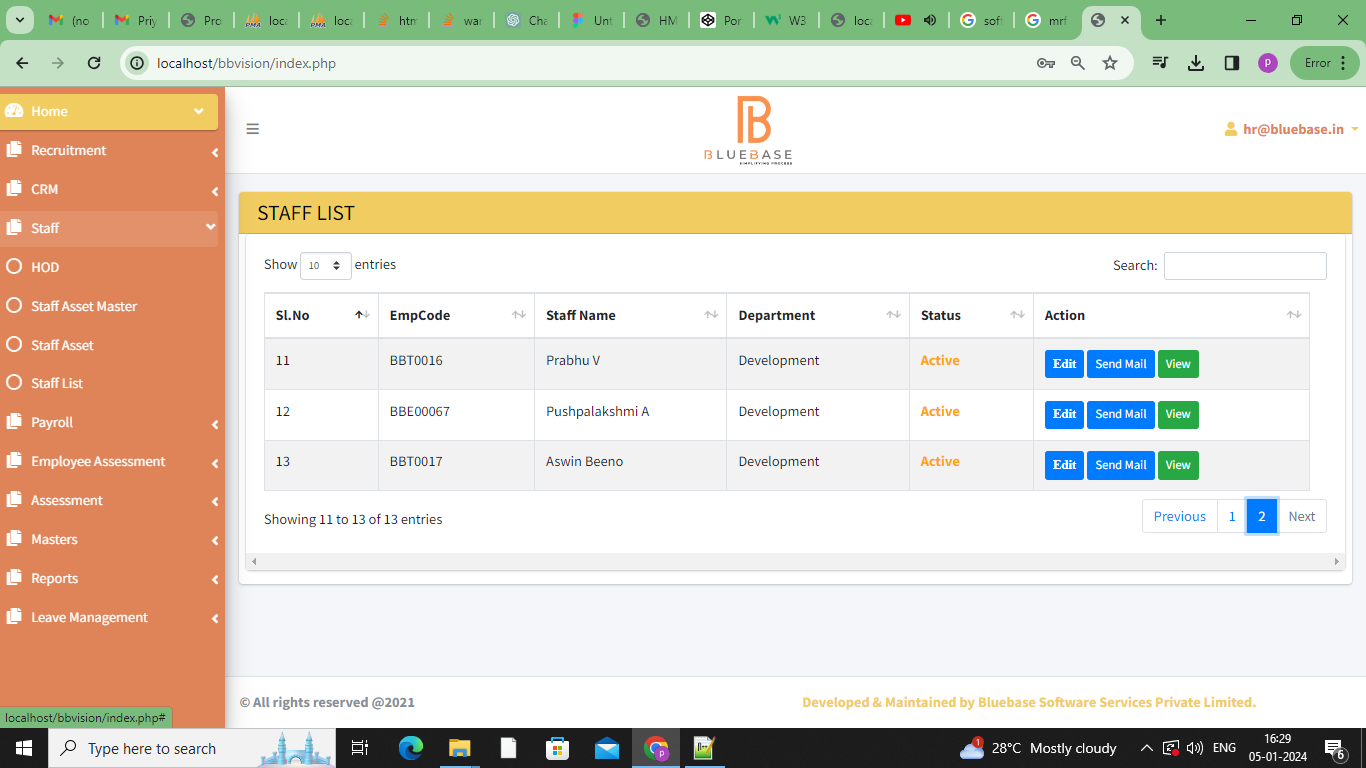 (no
Priy
Pro
loca
loca
htm
war
Cha
Unt
HM
Por
W3
loca
soft
mrf
localhost/bbvision/index.php
p
Error
Home
Recruitment
CRM
Staff
HOD
Staff Asset Master
Staff Asset
Staff List
Payroll
Employee Assessment
Assessment
Masters
Reports
Leave Management
localhost/bbvision/index.php#
BLUEBASE
SIMPLIFYING PROCESS
hr@bluebase.in
STAFF LIST
Show 10 entries
Search:
Sl.No EmpCode Staff Name Department Status Action
11 BBT0016 Prabhu V Development Active Edit Send Mail View
12 BBE00067 Pushpalakshmi A Development Active Edit Send Mail View
13 BBT0017 Aswin Beeno Development Active Edit Send Mail View
Showing 11 to 13 of 13 entries
Previous 1 2 Next
© All rights reserved @2021
Developed & Maintained by Bluebase Software Services Private Limited.
Type here to search
1
28°C Mostly cloudy
ENG
16:29
05-01-2024
6